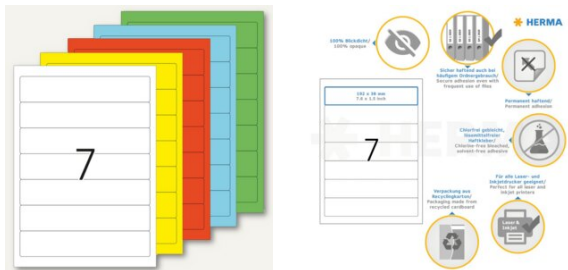 7
HERMA
100% Blickdicht/
100% opaque
Sicher haftend auch bei
häufigem Ordnergebrauch/
Secure adhesion even with
frequent use of files
192 x 38 mm
7.6 x 1.5 inch
Permanent haftend/
Permanent adhesion
7
Chlorfrei gebleicht,
lösemittelfreier
Haftkleber/
Chlorine-free bleached,
solvent-free adhesive
Für alle Laser- und
Inkjetdrucker geeignet/
Perfect for all laser and
inkjet printers
Verpackung aus
Recyclingkarton/
Packaging made from
recycled cardboard
Laser &
Inkjet